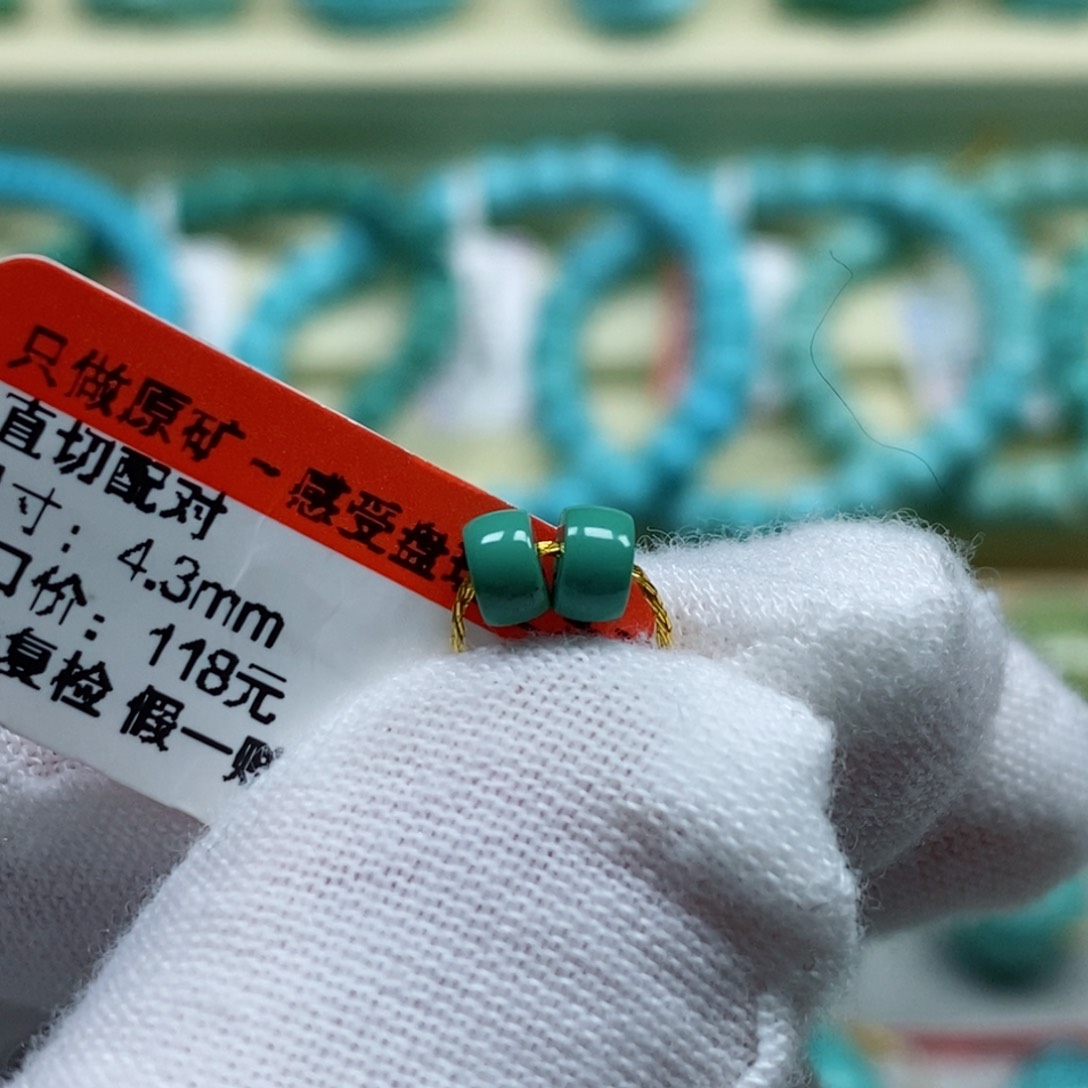 只做原矿~感受盘
直切配对
寸：4.3mm
口价：118元
复检 假一赔